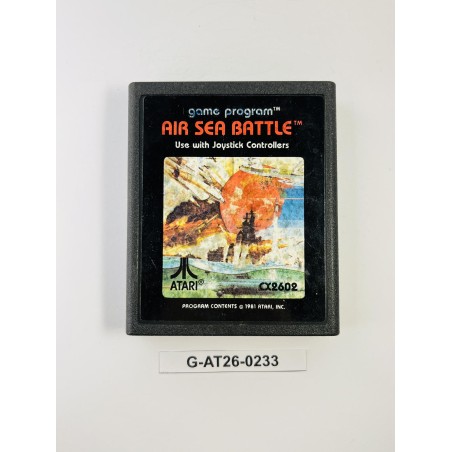 game program™
AIR SEA BATTLE™
Use with Joystick Controllers
ATARI®
CX2602
PROGRAM CONTENTS © 1981 ATARI, INC.
G-AT26-0233